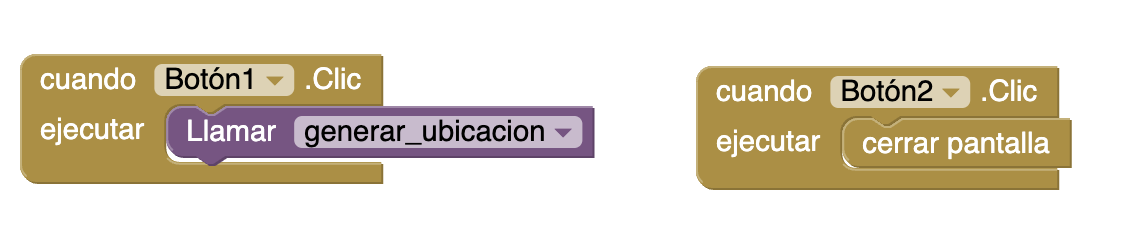 cuando Botón1 .Clic
ejecutar Llamar generar_ubicacion
cuando Botón2 .Clic
ejecutar cerrar pantalla